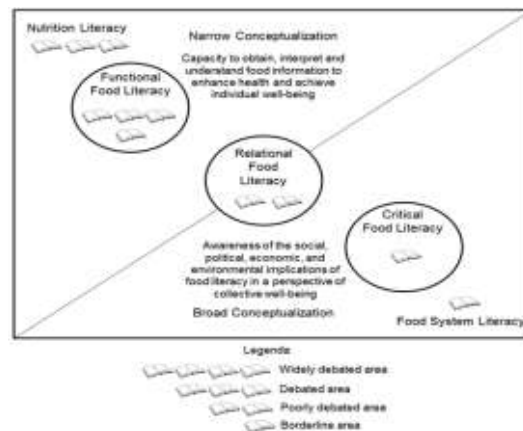 Nutrition Literacy
Narrow Conceptualization
Capacity to obtain, interpret and
understand food information to
enhance health and achieve
individual well-being
Functional
Food Literacy
Relational
Food
Literacy
Critical
Food Literacy
Awareness of the social,
political, economic, and
environmental implications of
food literacy in a perspective of
collective well-being
Broad Conceptualization
Food System Literacy
Legends
Widely debated area
Debated area
Poorly debated area
Borderline area